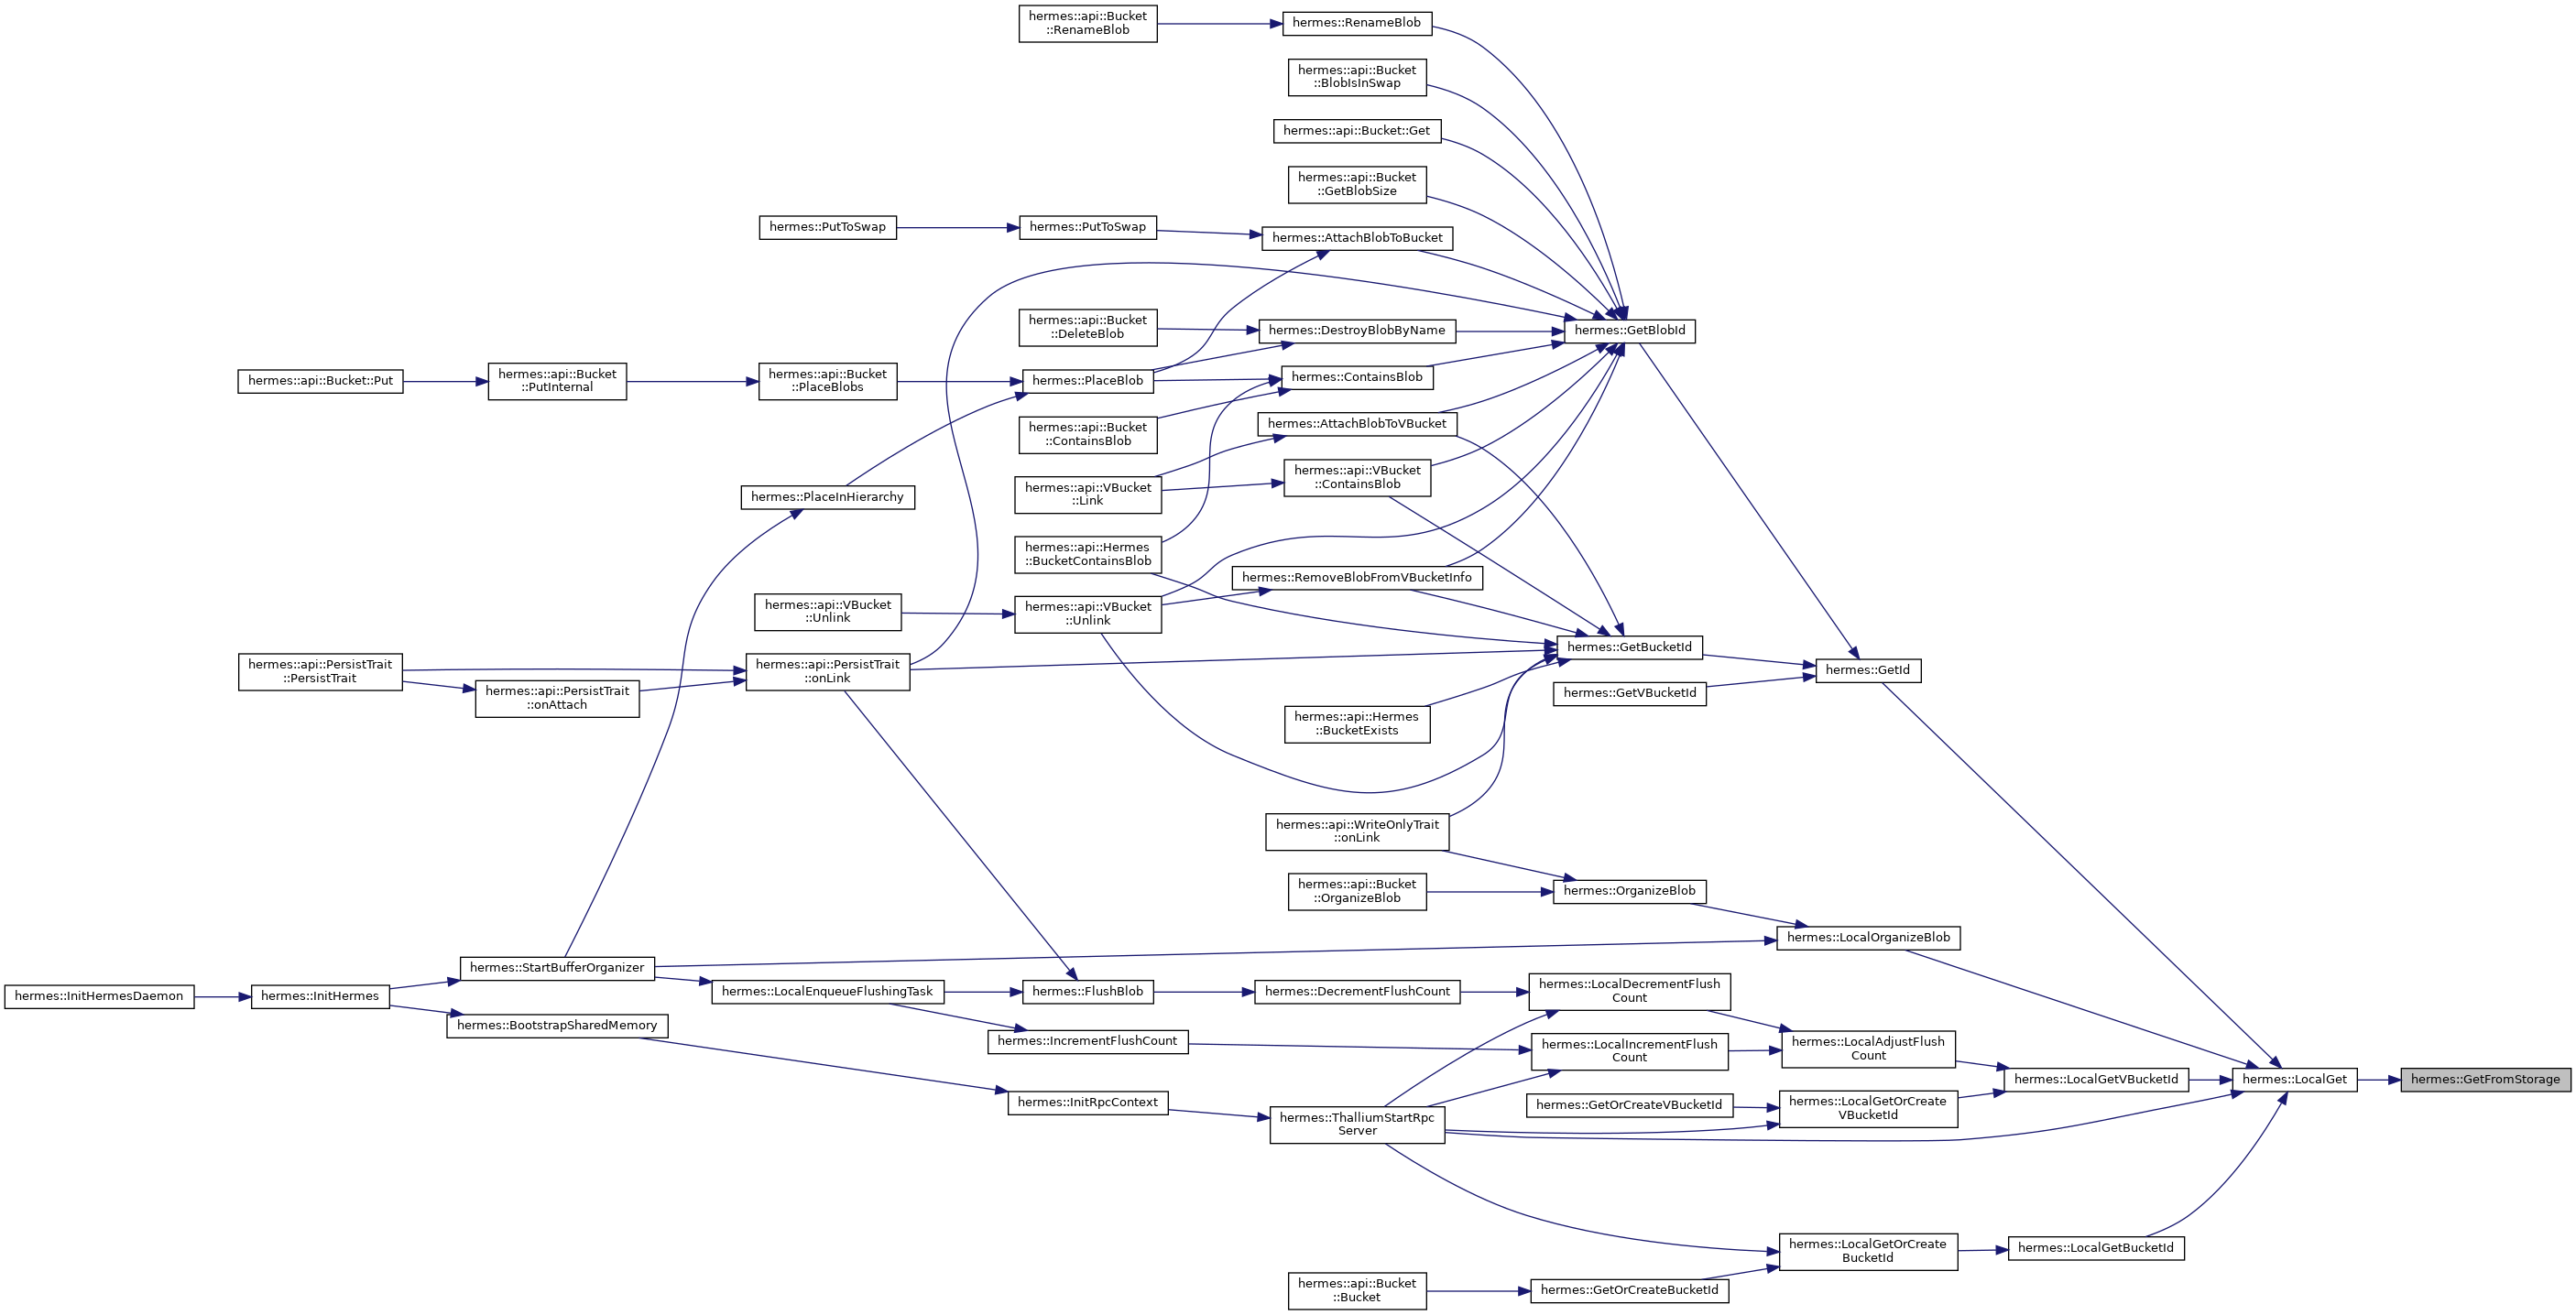 hermes::api::Bucket
::RenameBlob
hermes::RenameBlob
hermes::api::Bucket
::BlobIsInSwap
hermes::api::Bucket::Get
hermes::api::Bucket
::GetBlobSize
hermes::PutToSwap
hermes::PutToSwap
hermes::AttachBlobToBucket
hermes::api::Bucket
::DeleteBlob
hermes::DestroyBlobByName
hermes::GetBlobId
hermes::api::Bucket::Put
hermes::api::Bucket
::PutInternal
hermes::api::Bucket
::PlaceBlobs
hermes::PlaceBlob
hermes::ContainsBlob
hermes::api::Bucket
::ContainsBlob
hermes::AttachBlobToVBucket
hermes::api::VBucket
::ContainsBlob
hermes::PlaceInHierarchy
hermes::api::VBucket
::Link
hermes::api::Hermes
::BucketContainsBlob
hermes::RemoveBlobFromVBucketInfo
hermes::api::VBucket
::Unlink
hermes::api::VBucket
::Unlink
hermes::GetBucketId
hermes::api::PersistTrait
::PersistTrait
hermes::api::PersistTrait
::onAttach
hermes::api::PersistTrait
::onLink
hermes::GetId
hermes::GetVBucketId
hermes::api::Hermes
::BucketExists
hermes::api::WriteOnlyTrait
::onLink
hermes::api::Bucket
::OrganizeBlob
hermes::OrganizeBlob
hermes::LocalOrganizeBlob
hermes::StartBufferOrganizer
hermes::InitHermesDaemon
hermes::InitHermes
hermes::LocalEnqueueFlushingTask
hermes::FlushBlob
hermes::DecrementFlushCount
hermes::LocalDecrementFlush
Count
hermes::BootstrapSharedMemory
hermes::IncrementFlushCount
hermes::LocalIncrementFlush
Count
hermes::LocalAdjustFlush
Count
hermes::LocalGetVBucketId
hermes::LocalGet
hermes::GetFromStorage
hermes::InitRpcContext
hermes::ThalliumStartRpc
Server
hermes::GetOrCreateVBucketId
hermes::LocalGetOrCreate
VBucketId
hermes::LocalGetOrCreate
BucketId
hermes::LocalGetBucketId
hermes::api::Bucket
::Bucket
hermes::GetOrCreateBucketId